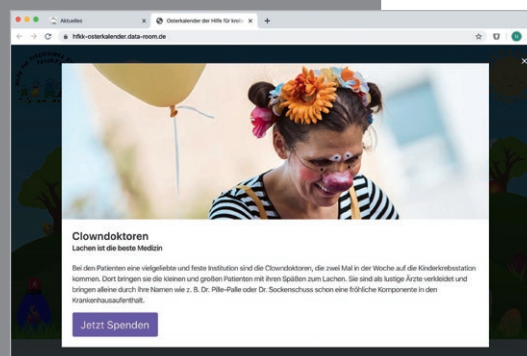 Aktuelles
Osterkalender der Hilfe für kreb
hfkk-osterkalender.data-room.de
Clowndoktoren
Lachen ist die beste Medizin
Bei den Patienten eine vielgeliebte und feste Institution sind die Clowndoktoren, die zwei Mal in der Woche auf die Kinderkrebsstation
kommen. Dort bringen sie die kleinen und großen Patienten mit ihren Späßen zum Lachen. Sie sind als lustige Ärzte verkleidet und
bringen alleine durch ihre Namen wie z. B. Dr. Pille-Palle oder Dr. Sockenschuss schon eine fröhliche Komponente in den
Krankenhausaufenthalt.
Jetzt Spenden